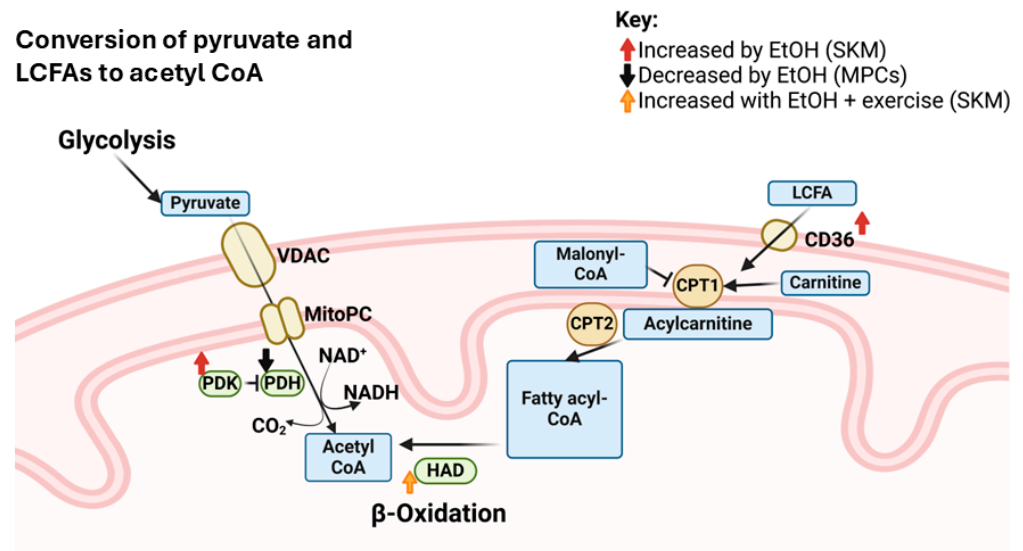 Conversion of pyruvate and
LCFAs to acetyl CoA
Key:
Increased by EtOH (SKM)
Decreased by EtOH (MPCs)
Increased with EtOH + exercise (SKM)
Glycolysis
Pyruvate
VDAC
MitoPC
NAD⁺
NADH
PDK
PDH
CO₂
Acetyl
CoA
HAD
β-Oxidation
LCFA
CD36
Malonyl-
CoA
CPT1
Carnitine
CPT2
Acylcarnitine
Fatty acyl-
CoA